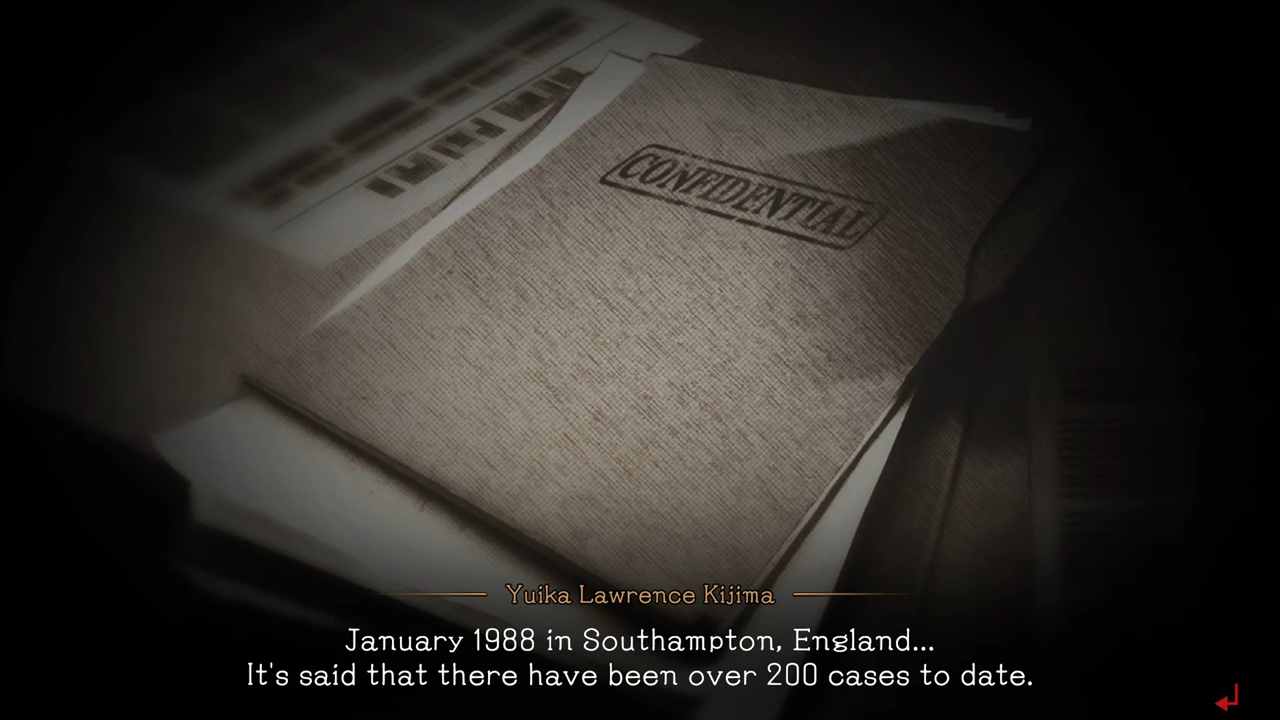 CONFIDENTIAL
Yuika Lawrence Kijima
January 1988 in Southampton, England...
It's said that there have been over 200 cases to date.